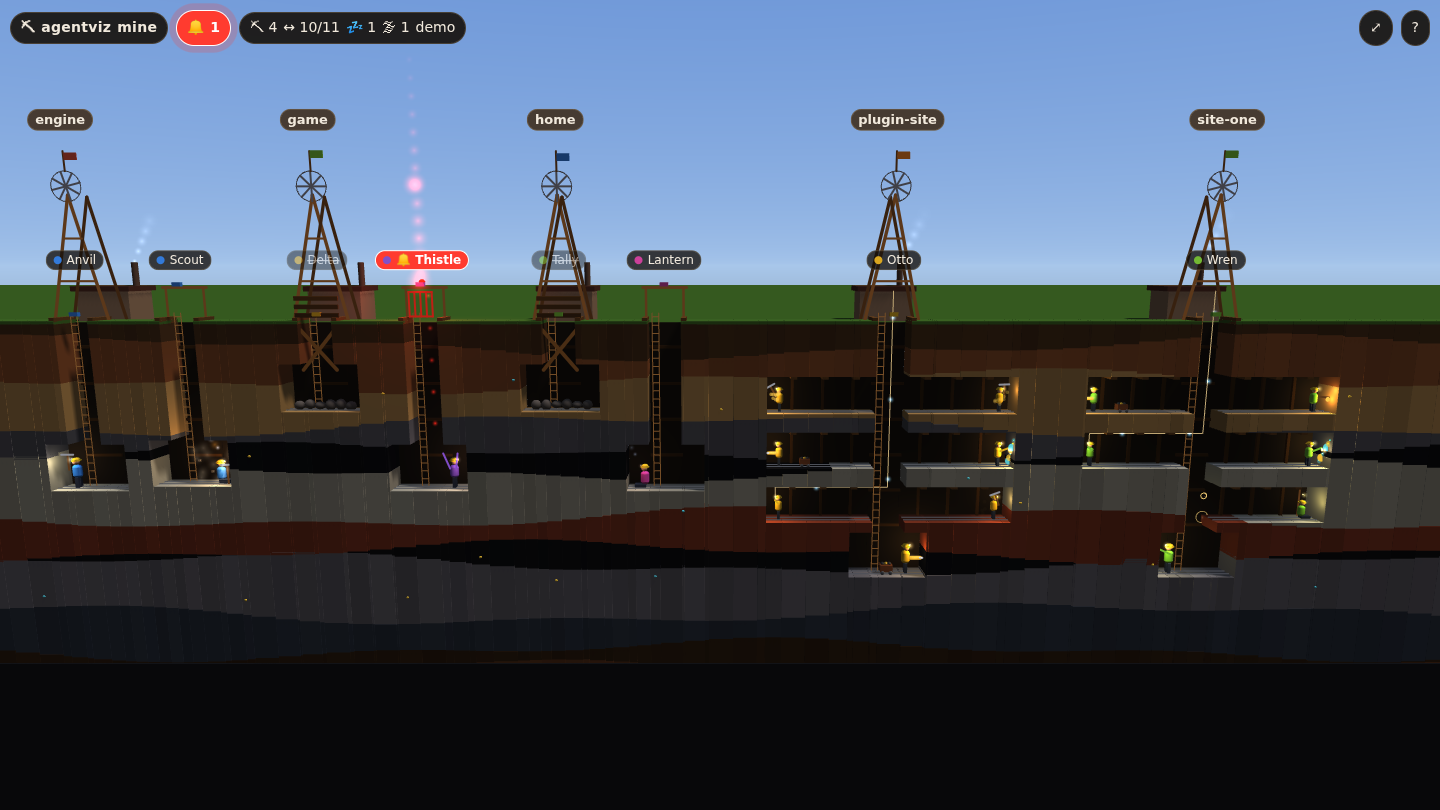 agentviz mine
1
4 ↔ 10/11 💤 1 1 demo
?
engine
game
home
plugin-site
site-one
Anvil
Scout
Delta
Thistle
Tally
Lantern
Otto
Wren